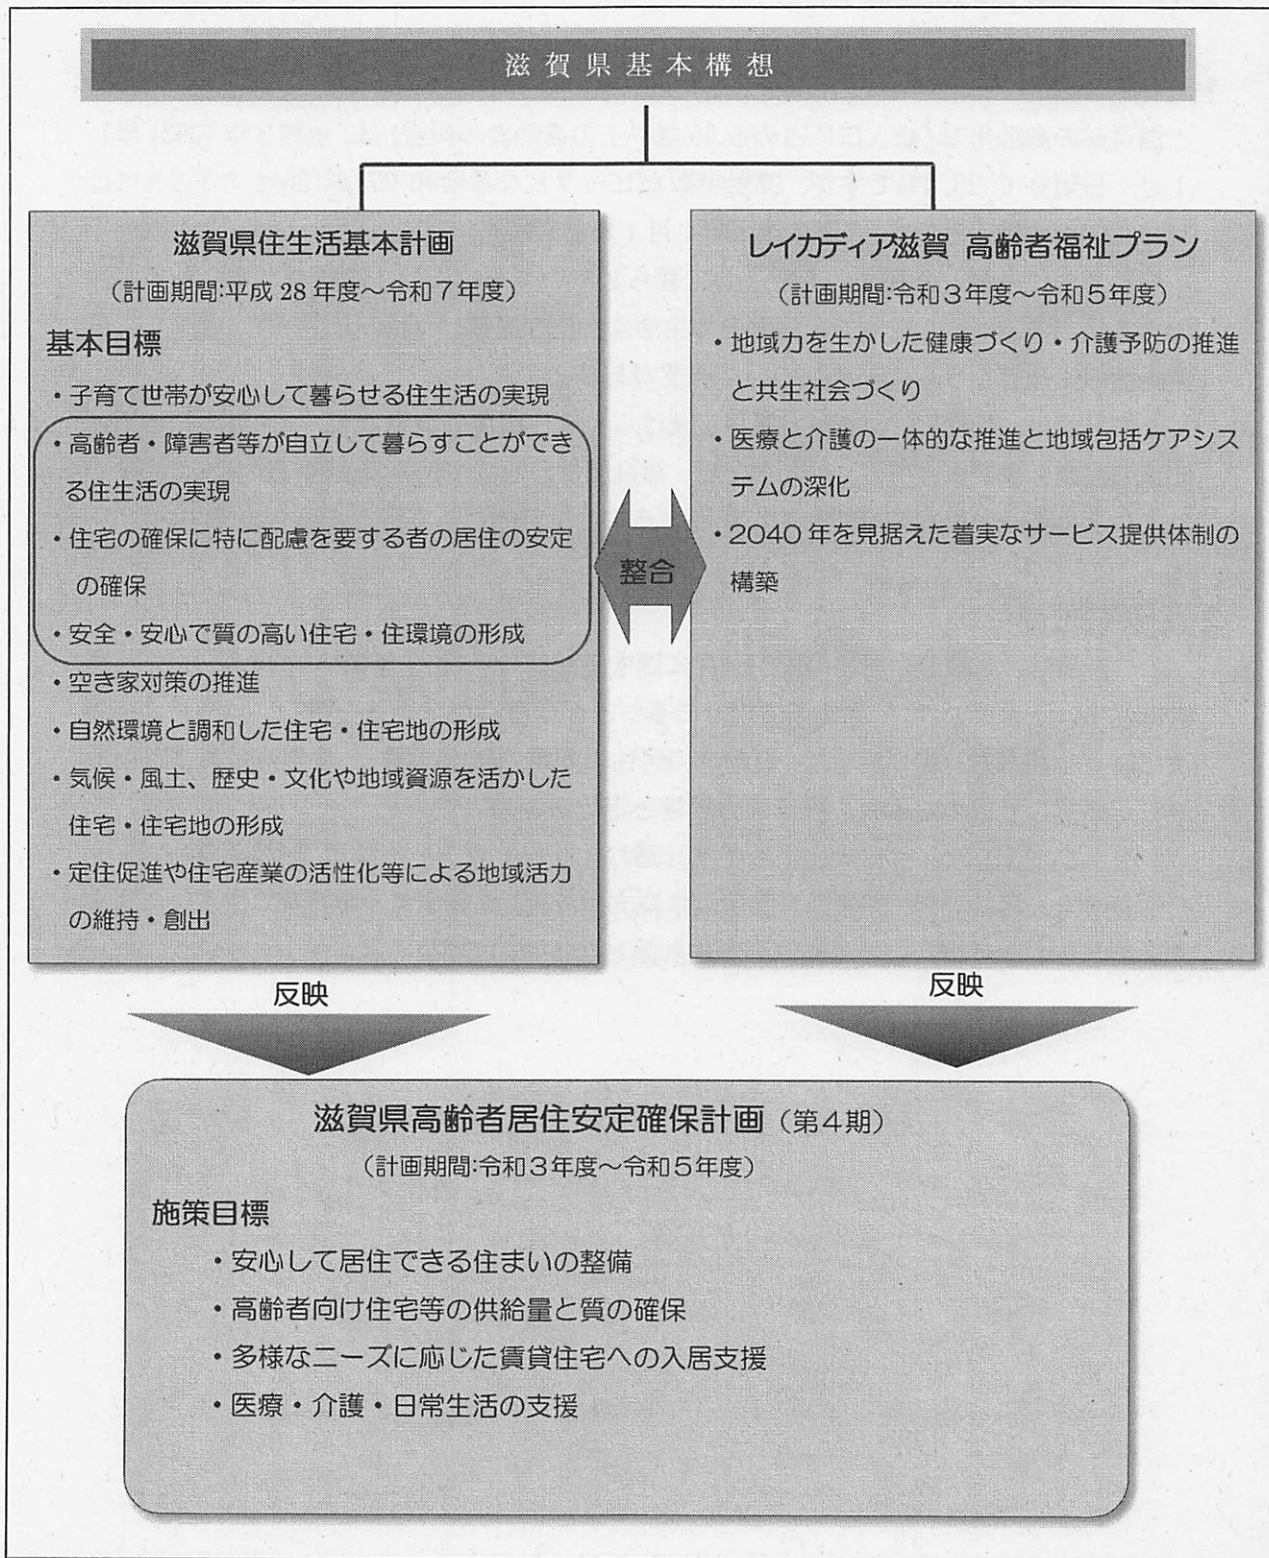 滋賀県基本構想
滋賀県住生活基本計画
（計画期間:平成 28 年度～令和７年度）
基本目標
・子育て世帯が安心して暮らせる住生活の実現
・高齢者・障害者等が自立して暮らすことができ
る住生活の実現
・住宅の確保に特に配慮を要する者の居住の安定
の確保
・安全・安心で質の高い住宅・住環境の形成
・空き家対策の推進
・自然環境と調和した住宅・住宅地の形成
・気候・風土、歴史・文化や地域資源を活かした
住宅・住宅地の形成
・定住促進や住宅産業の活性化等による地域活力
の維持・創出
整合
レイカディア滋賀 高齢者福祉プラン
（計画期間:令和３年度～令和５年度）
・地域力を生かした健康づくり・介護予防の推進
と共生社会づくり
・医療と介護の一体的な推進と地域包括ケアシス
テムの深化
・2040 年を見据えた着実なサービス提供体制の
構築
反映
反映
滋賀県高齢者居住安定確保計画（第４期）
（計画期間:令和３年度～令和５年度）
施策目標
・安心して居住できる住まいの整備
・高齢者向け住宅等の供給量と質の確保
・多様なニーズに応じた賃貸住宅への入居支援
・医療・介護・日常生活の支援